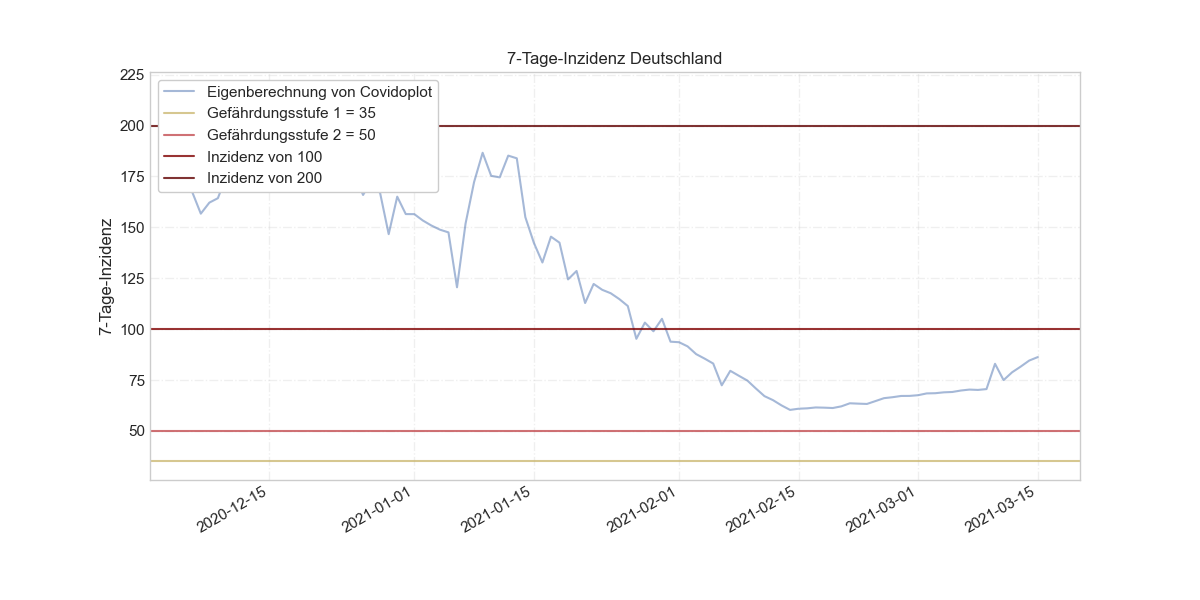 7-Tage-Inzidenz Deutschland
7-Tage-Inzidenz
225
200
175
150
125
100
75
50
Eigenberechnung von Covidoplot
Gefährdungsstufe 1 = 35
Gefährdungsstufe 2 = 50
Inzidenz von 100
Inzidenz von 200
2020-12-15
2021-01-01
2021-01-15
2021-02-01
2021-02-15
2021-03-01
2021-03-15